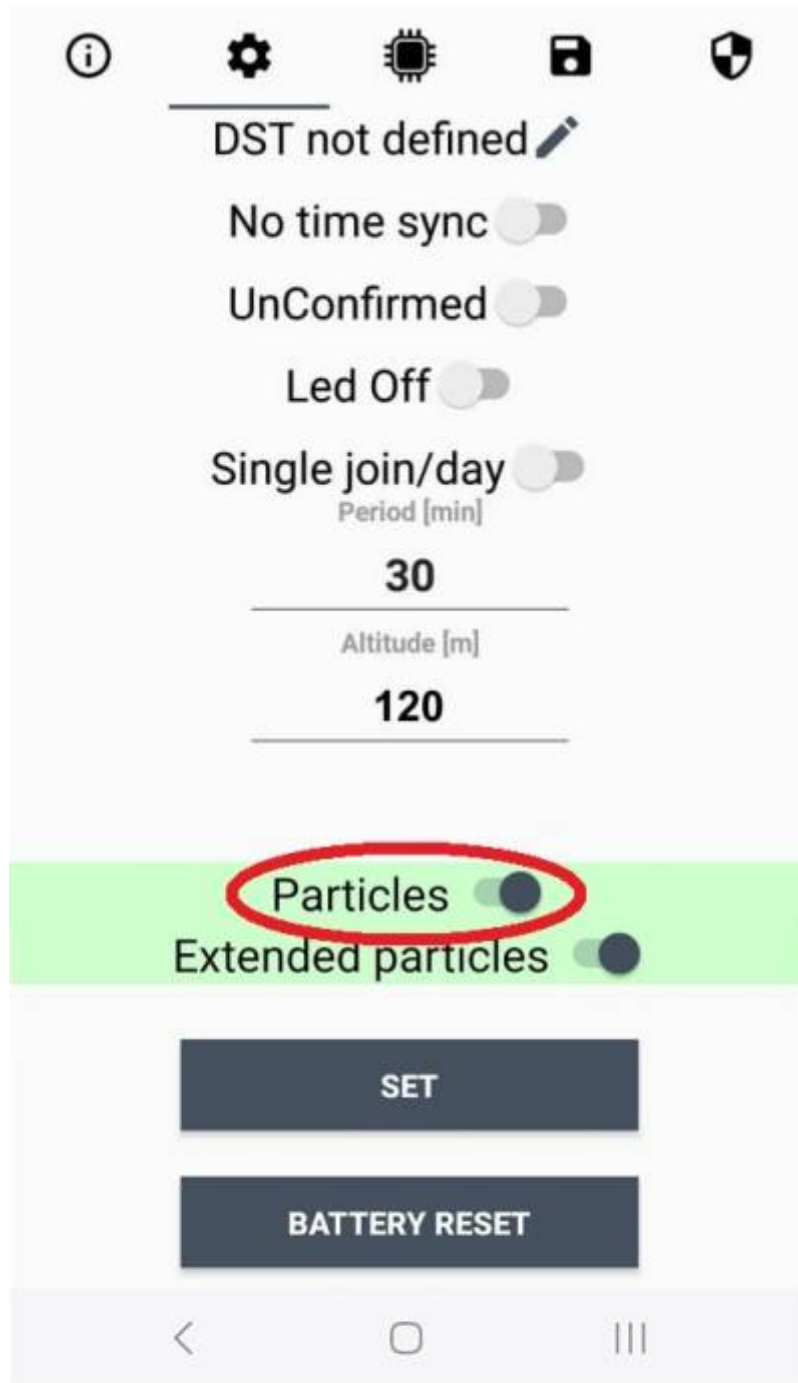 DST not defined
No time sync
UnConfirmed
Led Off
Single join/day
Period [min]
30
Altitude [m]
120
Particles
Extended particles
SET
BATTERY RESET